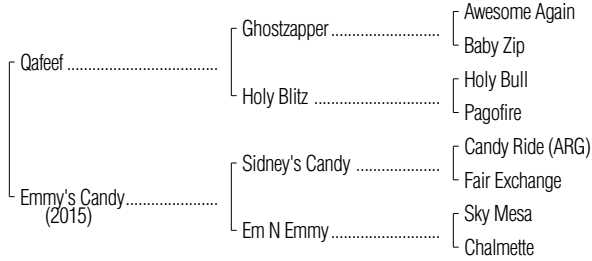 Awesome Again
Ghostzapper
Baby Zip
Qafeef
Holy Bull
Holy Blitz
Pagofire
Candy Ride (ARG)
Sidney's Candy
Fair Exchange
Emmy's Candy
(2015)
Sky Mesa
Em N Emmy
Chalmette